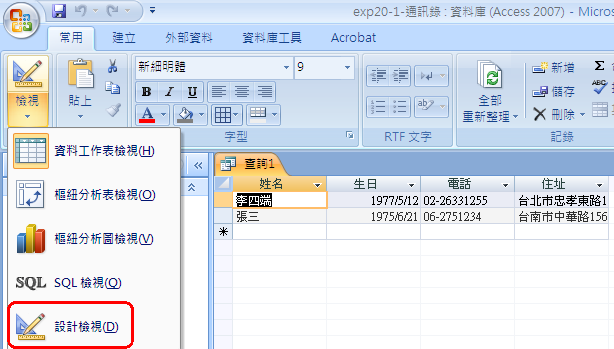 exp20-1-通訊錄 : 資料庫 (Access 2007) - Micros
常用 建立 外部資料 資料庫工具 Acrobat
檢視
貼上
新細明體 9
B I U
A
字型
ab
RTF 文字
全部
重新整理
新增
儲存
刪除
Σ
ABC
記錄
資料工作表檢視(H)
樞紐分析表檢視(O)
樞紐分析圖檢視(V)
SQL SQL 檢視(Q)
設計檢視(D)
查詢1
姓名 生日 電話 住址
李四端 1977/5/12 02-26331255 台北市忠孝東路1
張三 1975/6/21 06-2751234 台南市中華路156